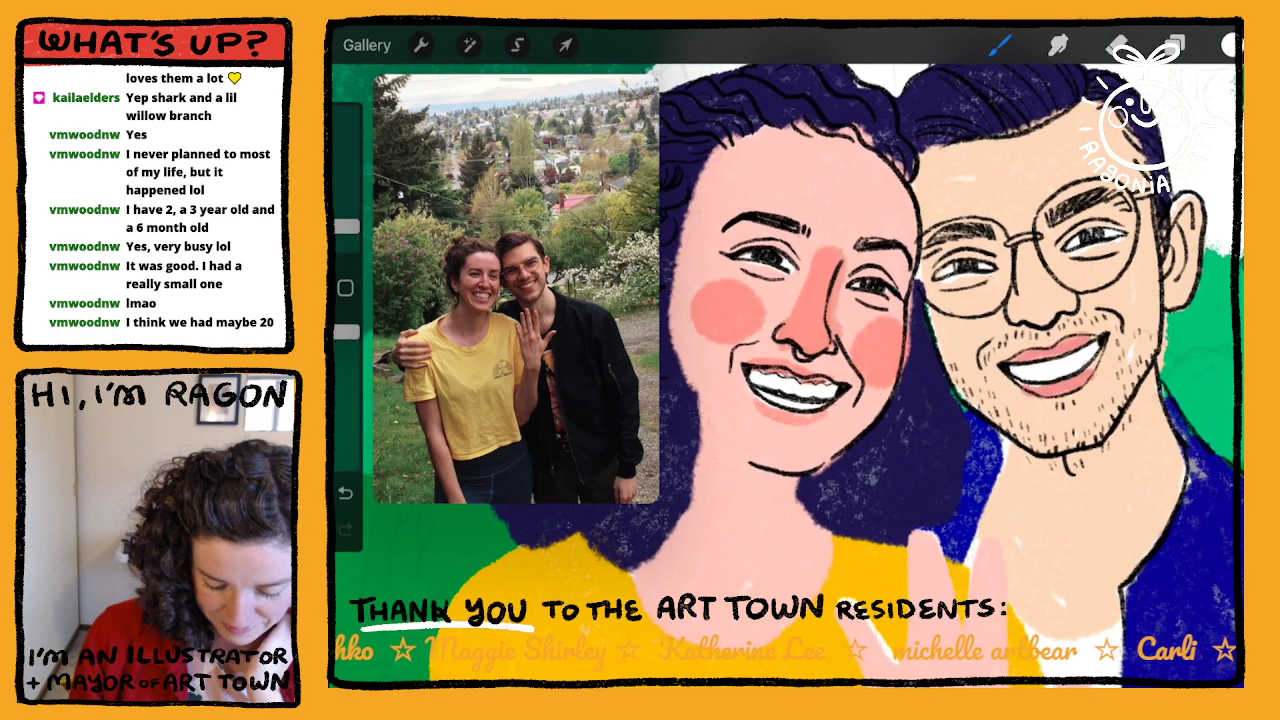 WHAT'S UP?
loves them a lot 💛
kailaelders Yep shark and a lil
willow branch
vmwoodnw Yes
vmwoodnw I never planned to most
of my life, but it
happened lol
vmwoodnw I have 2, a 3 year old and
a 6 month old
vmwoodnw Yes, very busy lol
vmwoodnw It was good. I had a
really small one
vmwoodnw lmao
vmwoodnw I think we had maybe 20
HI, I'M RAGON
I'M AN ILLUSTRATOR
+ MAYOR OF ART TOWN
Gallery
THANK YOU TO THE ART TOWN RESIDENTS:
hko ☆ Maggie Shirley ☆ Katherine Lee ☆ michelle artbear ☆ Carli ☆